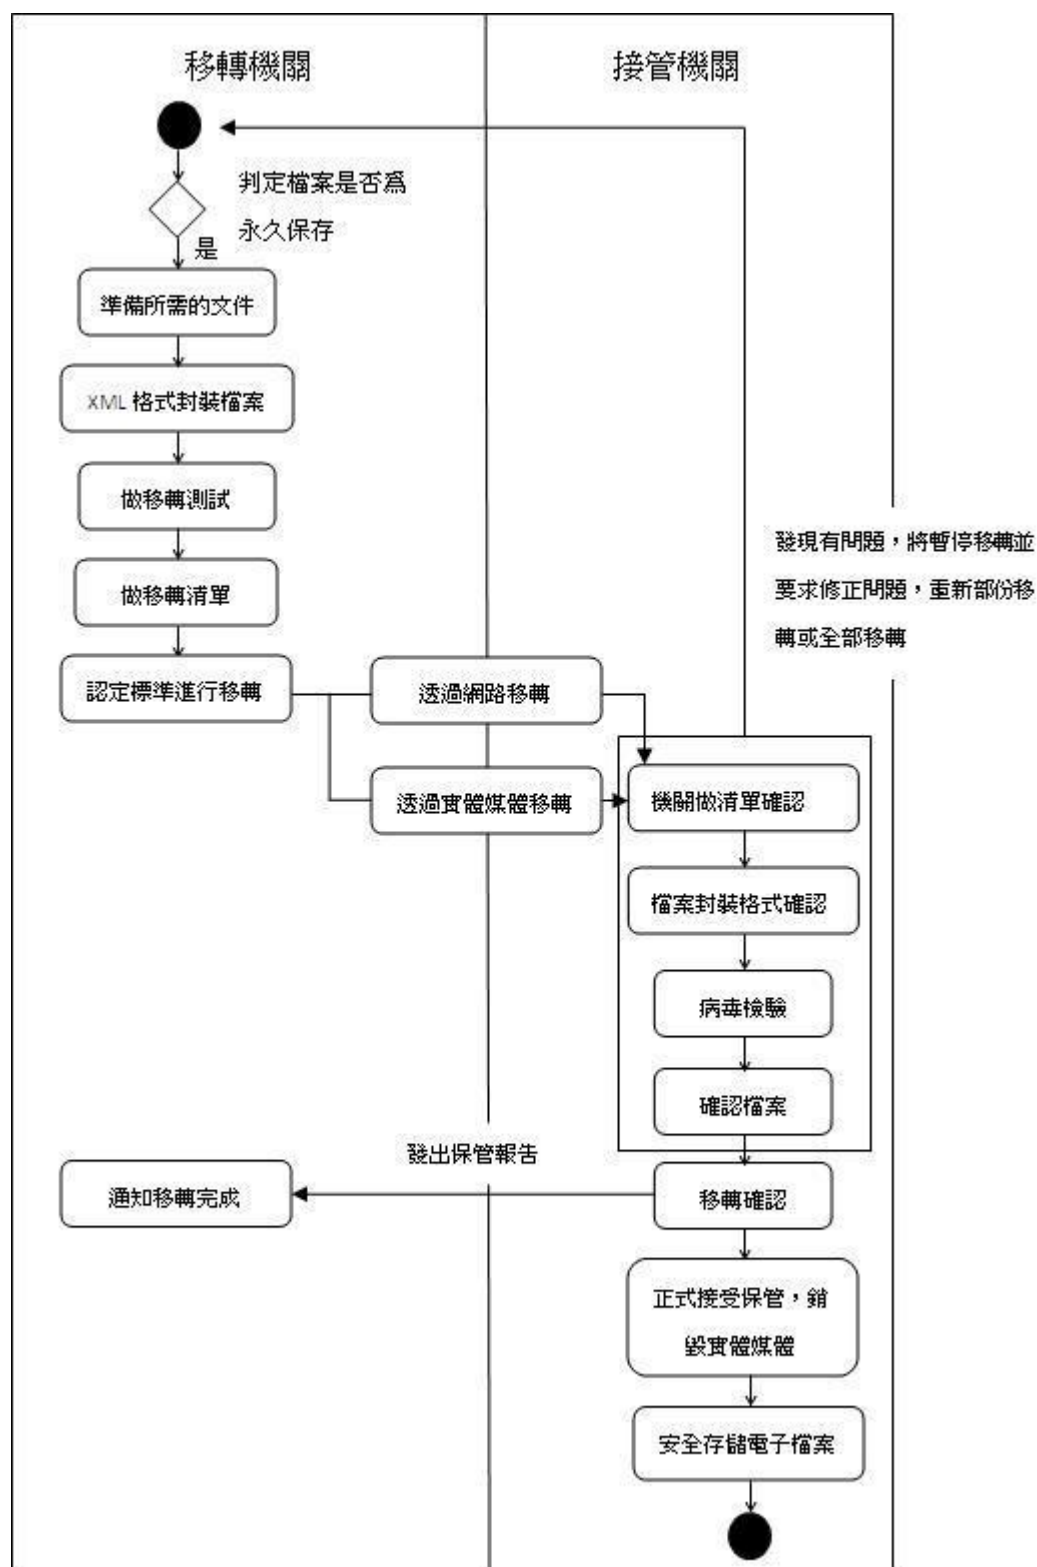 移轉機關
接管機關
判定檔案是否爲
永久保存
是
準備所需的文件
XML 格式封裝檔案
做移轉測試
做移轉清單
認定標準進行移轉
透過網路移轉
透過實體媒體移轉
發現有問題，將暫停移轉並
要求修正問題，重新部份移
轉或全部移轉
機關做清單確認
檔案封裝格式確認
病毒檢驗
確認檔案
發出保管報告
通知移轉完成
移轉確認
正式接受保管，銷
毀實體媒體
安全存儲電子檔案